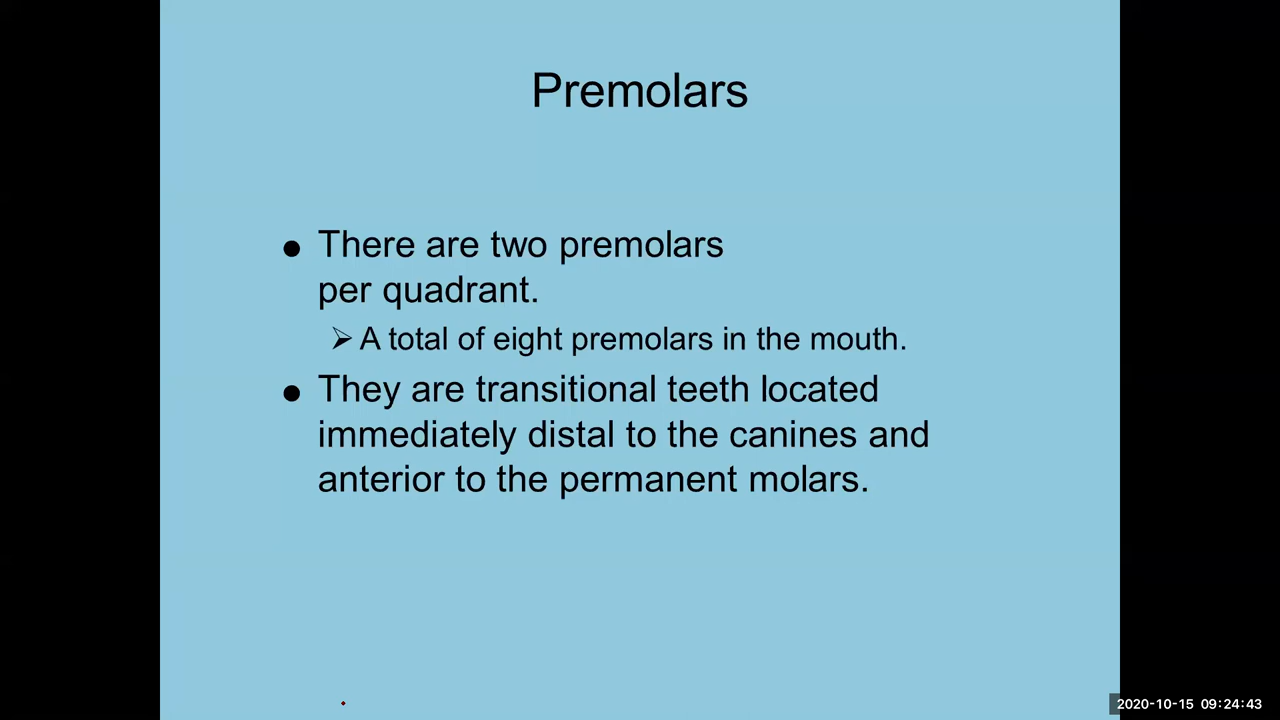 Premolars
● There are two premolars
per quadrant.
➢ A total of eight premolars in the mouth.
● They are transitional teeth located
immediately distal to the canines and
anterior to the permanent molars.
2020-10-15 09:24:43